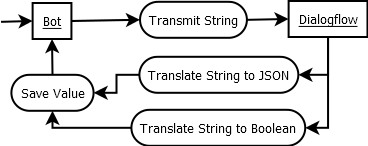 Bot
Transmit String
Dialogflow
Translate String to JSON
Save Value
Translate String to Boolean